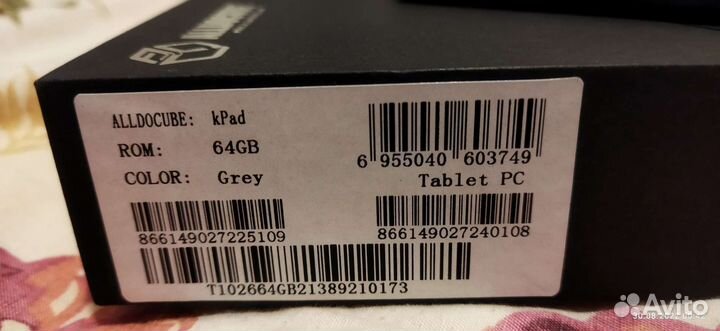 ALLDOCUBE: kPad
ROM: 64GB
COLOR: Grey
6 955040 603749
Tablet PC
866149027225109
866149027240108
T102664GB21389210173
Avito